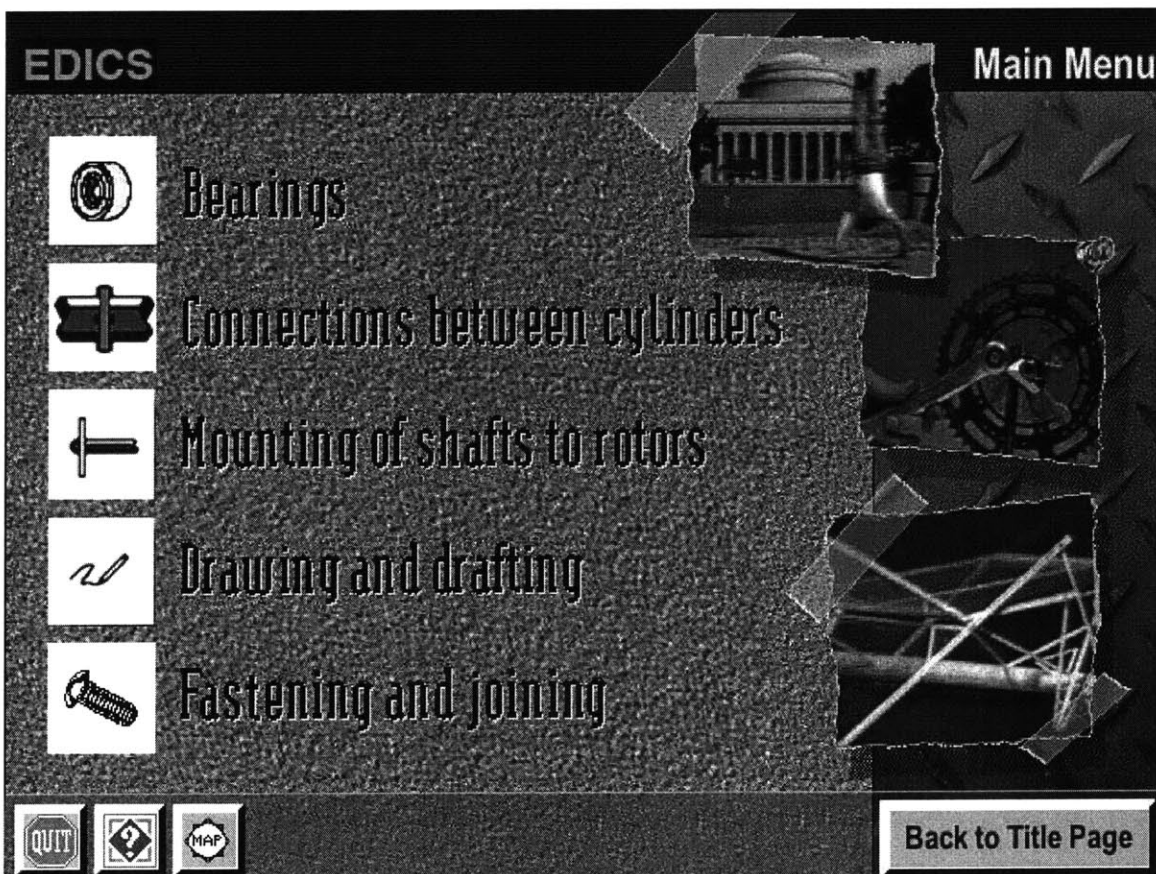 EDICS
Main Menu
Bearings
Connections between cylinders
Mounting of shafts to rotors
Drawing and drafting
Fastening and joining
QUIT
?
MAP
Back to Title Page